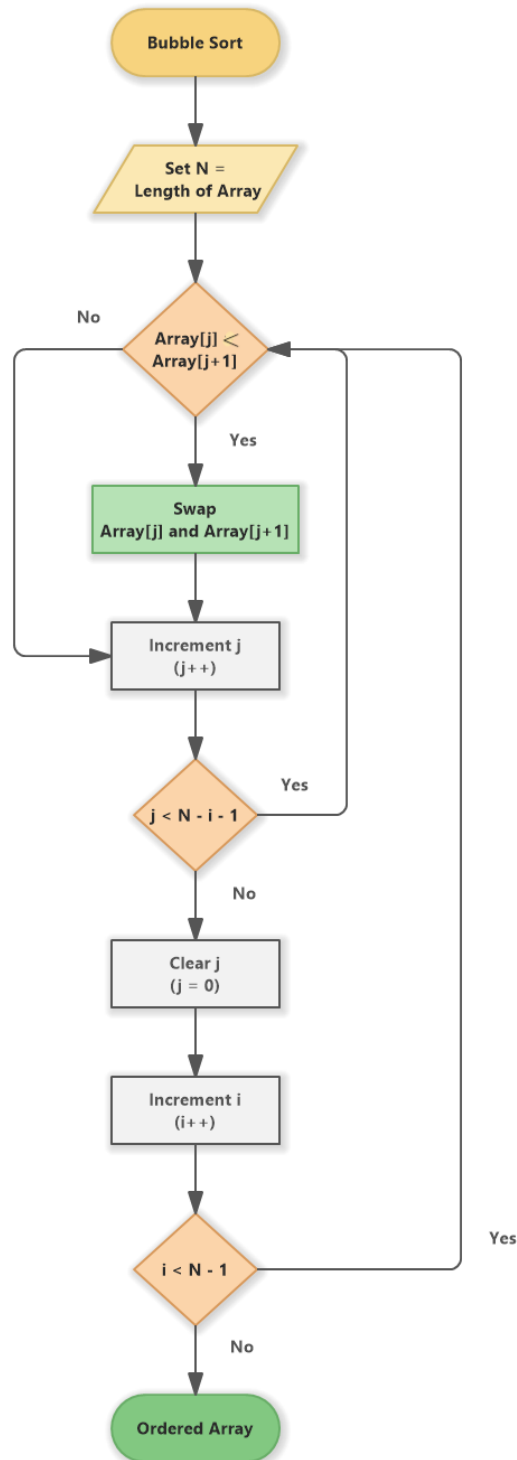 Bubble Sort
Set N =
Length of Array
No
Array[j] <
Array[j+1]
Yes
Swap
Array[j] and Array[j+1]
Increment j
(j++)
Yes
j < N - i - 1
No
Clear j
(j = 0)
Increment i
(i++)
Yes
i < N - 1
No
Ordered Array